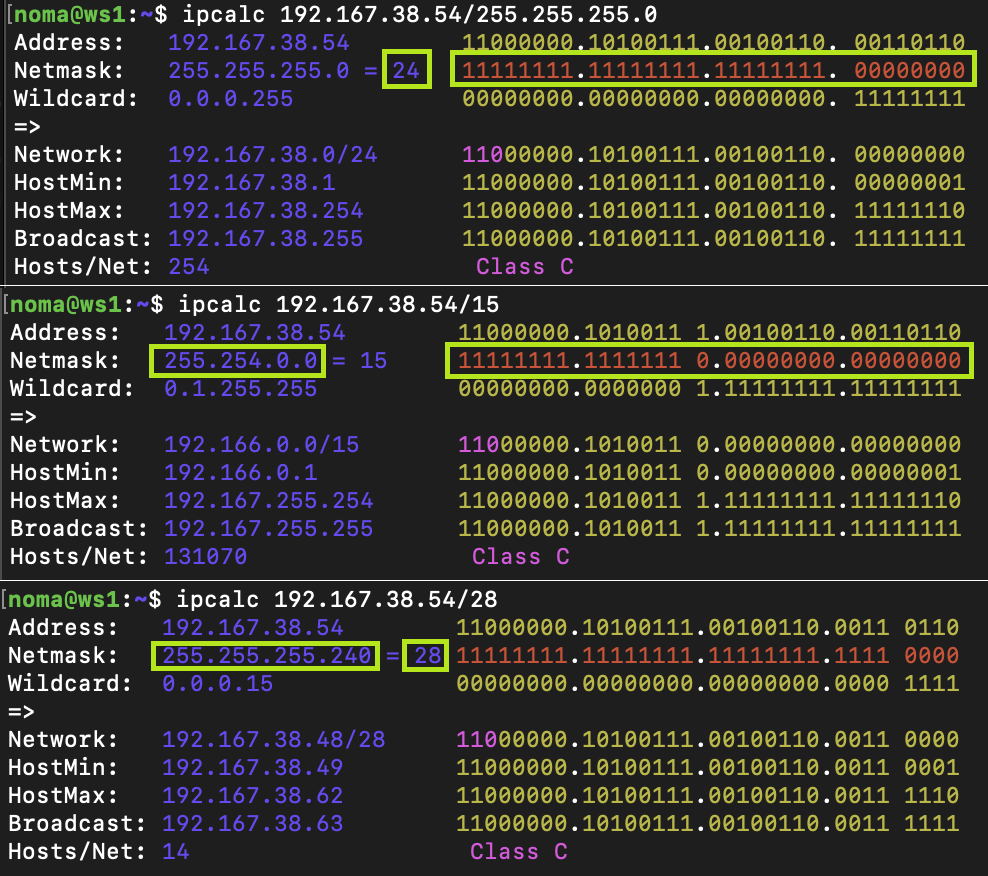 [noma@ws1:~$ ipcalc 192.167.38.54/255.255.255.0
Address: 192.167.38.54 11000000.10100111.00100110. 00110110
Netmask: 255.255.255.0 = 24 11111111.11111111.11111111. 00000000
Wildcard: 0.0.0.255 00000000.00000000.00000000. 11111111
=>
Network: 192.167.38.0/24 11000000.10100111.00100110. 00000000
HostMin: 192.167.38.1 11000000.10100111.00100110. 00000001
HostMax: 192.167.38.254 11000000.10100111.00100110. 11111110
Broadcast: 192.167.38.255 11000000.10100111.00100110. 11111111
Hosts/Net: 254 Class C
[noma@ws1:~$ ipcalc 192.167.38.54/15
Address: 192.167.38.54 11000000.1010011 1.00100110.00110110
Netmask: 255.254.0.0 = 15 11111111.1111111 0.00000000.00000000
Wildcard: 0.1.255.255 00000000.0000000 1.11111111.11111111
=>
Network: 192.166.0.0/15 11000000.1010011 0.00000000.00000000
HostMin: 192.166.0.1 11000000.1010011 0.00000000.00000001
HostMax: 192.167.255.254 11000000.1010011 1.11111111.11111110
Broadcast: 192.167.255.255 11000000.1010011 1.11111111.11111111
Hosts/Net: 131070 Class C
[noma@ws1:~$ ipcalc 192.167.38.54/28
Address: 192.167.38.54 11000000.10100111.00100110.0011 0110
Netmask: 255.255.255.240 = 28 11111111.11111111.11111111.1111 0000
Wildcard: 0.0.0.15 00000000.00000000.00000000.0000 1111
=>
Network: 192.167.38.48/28 11000000.10100111.00100110.0011 0000
HostMin: 192.167.38.49 11000000.10100111.00100110.0011 0001
HostMax: 192.167.38.62 11000000.10100111.00100110.0011 1110
Broadcast: 192.167.38.63 11000000.10100111.00100110.0011 1111
Hosts/Net: 14 Class C